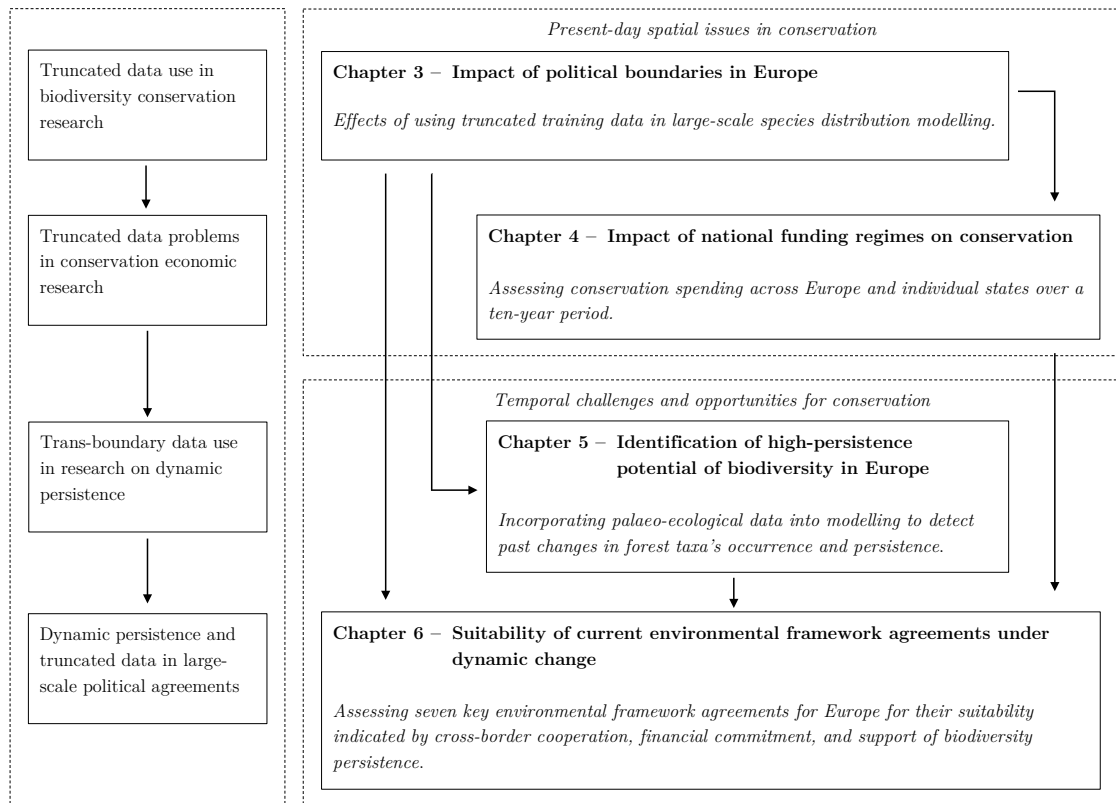 Truncated data use in
biodiversity conservation
research
Truncated data problems
in conservation economic
research
Trans-boundary data use
in research on dynamic
persistence
Dynamic persistence and
truncated data in large-
scale political agreements
Present-day spatial issues in conservation
Chapter 3 – Impact of political boundaries in Europe
Effects of using truncated training data in large-scale species distribution modelling.
Chapter 4 – Impact of national funding regimes on conservation
Assessing conservation spending across Europe and individual states over a
ten-year period.
Temporal challenges and opportunities for conservation
Chapter 5 – Identification of high-persistence
potential of biodiversity in Europe
Incorporating palaeo-ecological data into modelling to detect
past changes in forest taxa's occurrence and persistence.
Chapter 6 – Suitability of current environmental framework agreements under
dynamic change
Assessing seven key environmental framework agreements for Europe for their suitability
indicated by cross-border cooperation, financial commitment, and support of biodiversity
persistence.